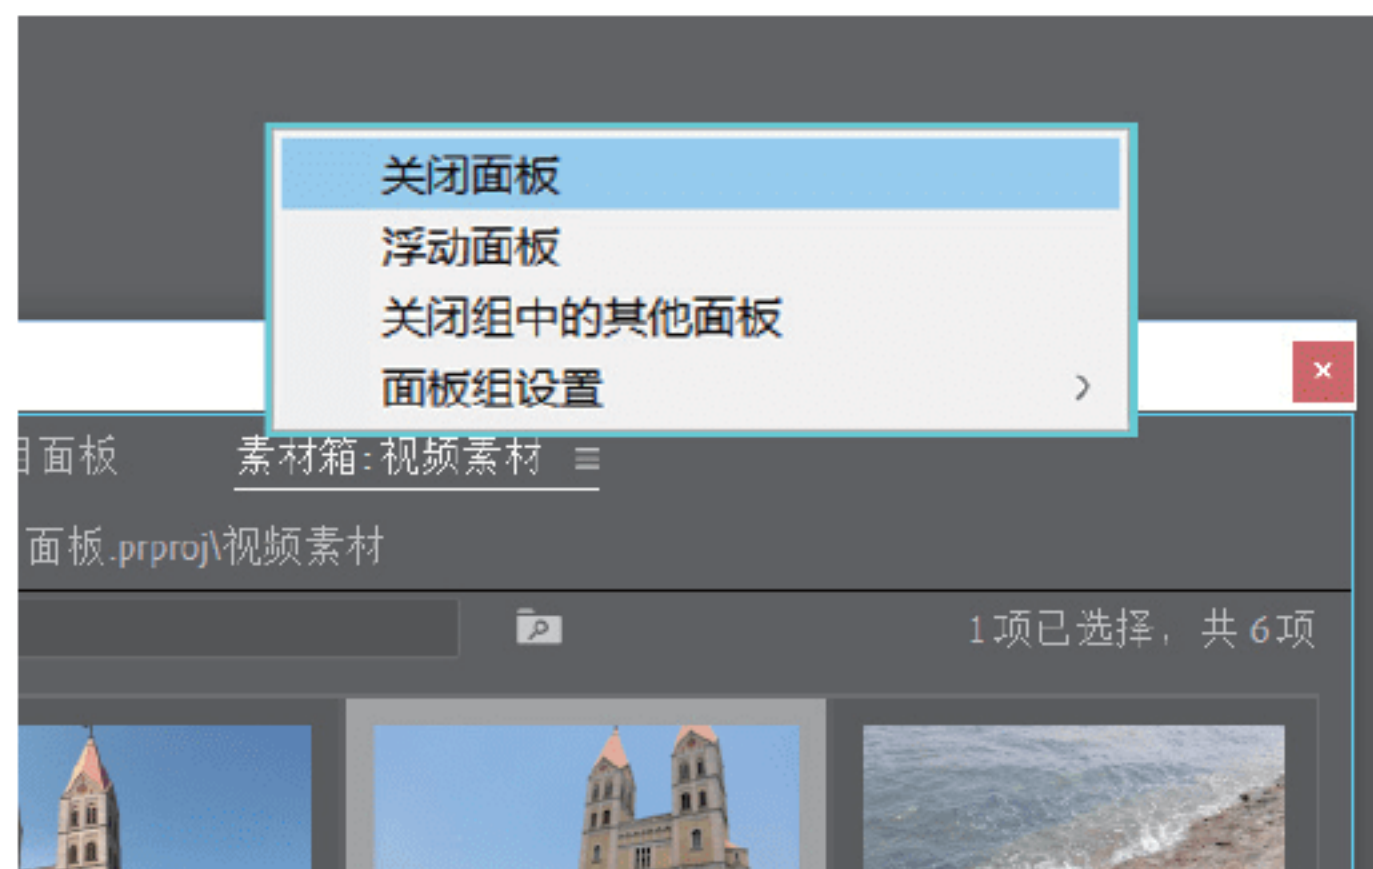 关闭面板
浮动面板
关闭组中的其他面板
面板组设置
面板 素材箱:视频素材
面板.prproj\视频素材
1项已选择，共6项